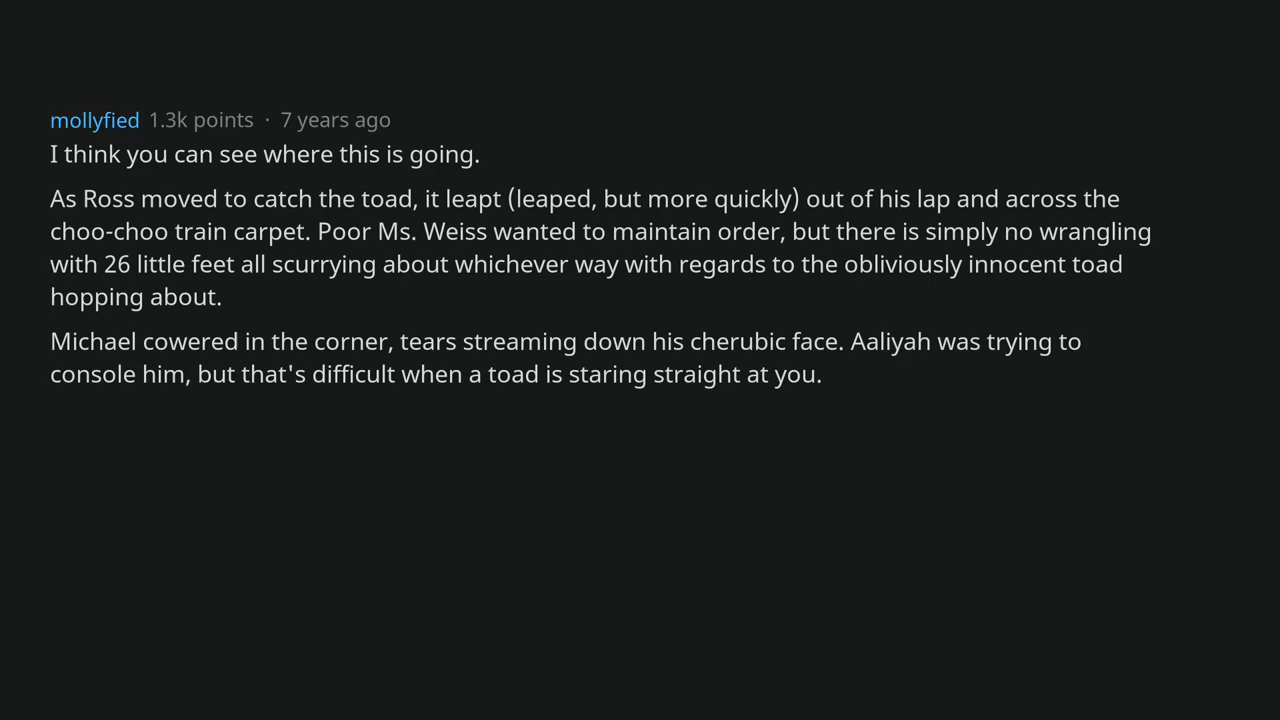 mollyfied 1.3k points · 7 years ago
I think you can see where this is going.
As Ross moved to catch the toad, it leapt (leaped, but more quickly) out of his lap and across the
choo-choo train carpet. Poor Ms. Weiss wanted to maintain order, but there is simply no wrangling
with 26 little feet all scurrying about whichever way with regards to the obliviously innocent toad
hopping about.
Michael cowered in the corner, tears streaming down his cherubic face. Aaliyah was trying to
console him, but that's difficult when a toad is staring straight at you.